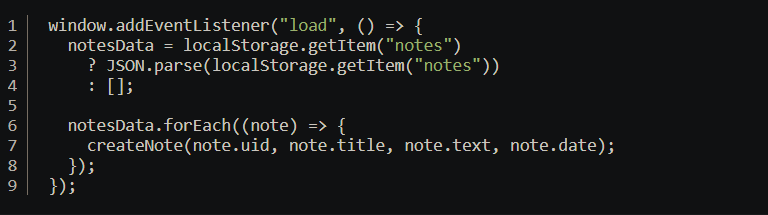 1 window.addEventListener("load", () => {
2   notesData = localStorage.getItem("notes")
3     ? JSON.parse(localStorage.getItem("notes"))
4     : [];
5
6   notesData.forEach((note) => {
7     createNote(note.uid, note.title, note.text, note.date);
8   });
9 });